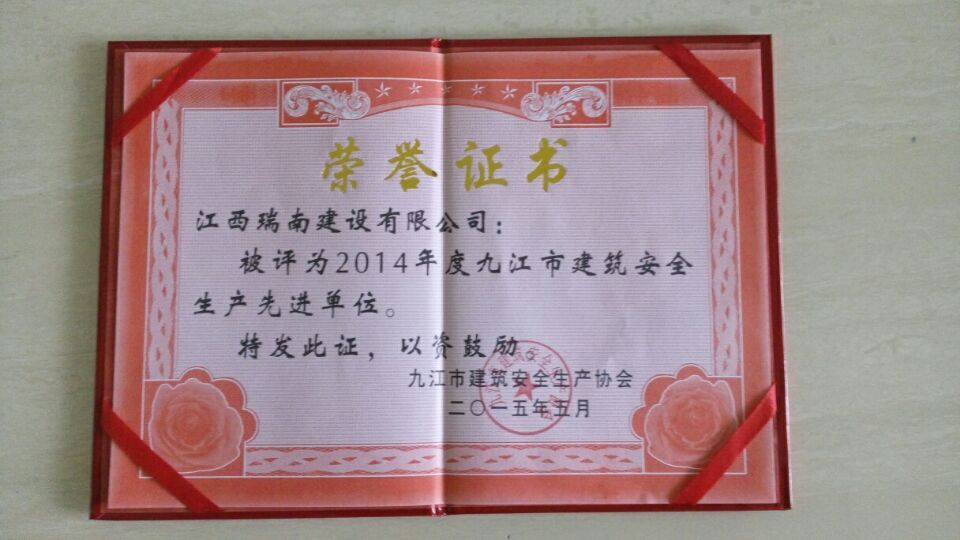 荣誉证书
江西瑞南建设有限公司：
被评为2014年度九江市建筑安全
生产先进单位。
特发此证，以资鼓励。
九江市建筑安全生产协会
二〇一五年五月